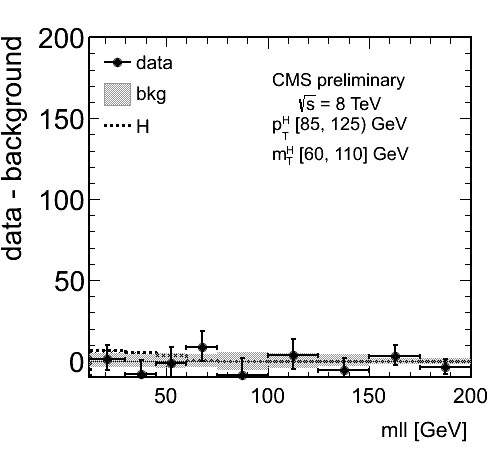 200
150
100
50
0
data - background
data
bkg
H
CMS preliminary
√s = 8 TeV
p_T^H [85, 125) GeV
m_T^H [60, 110] GeV
50 100 150 200
mll [GeV]